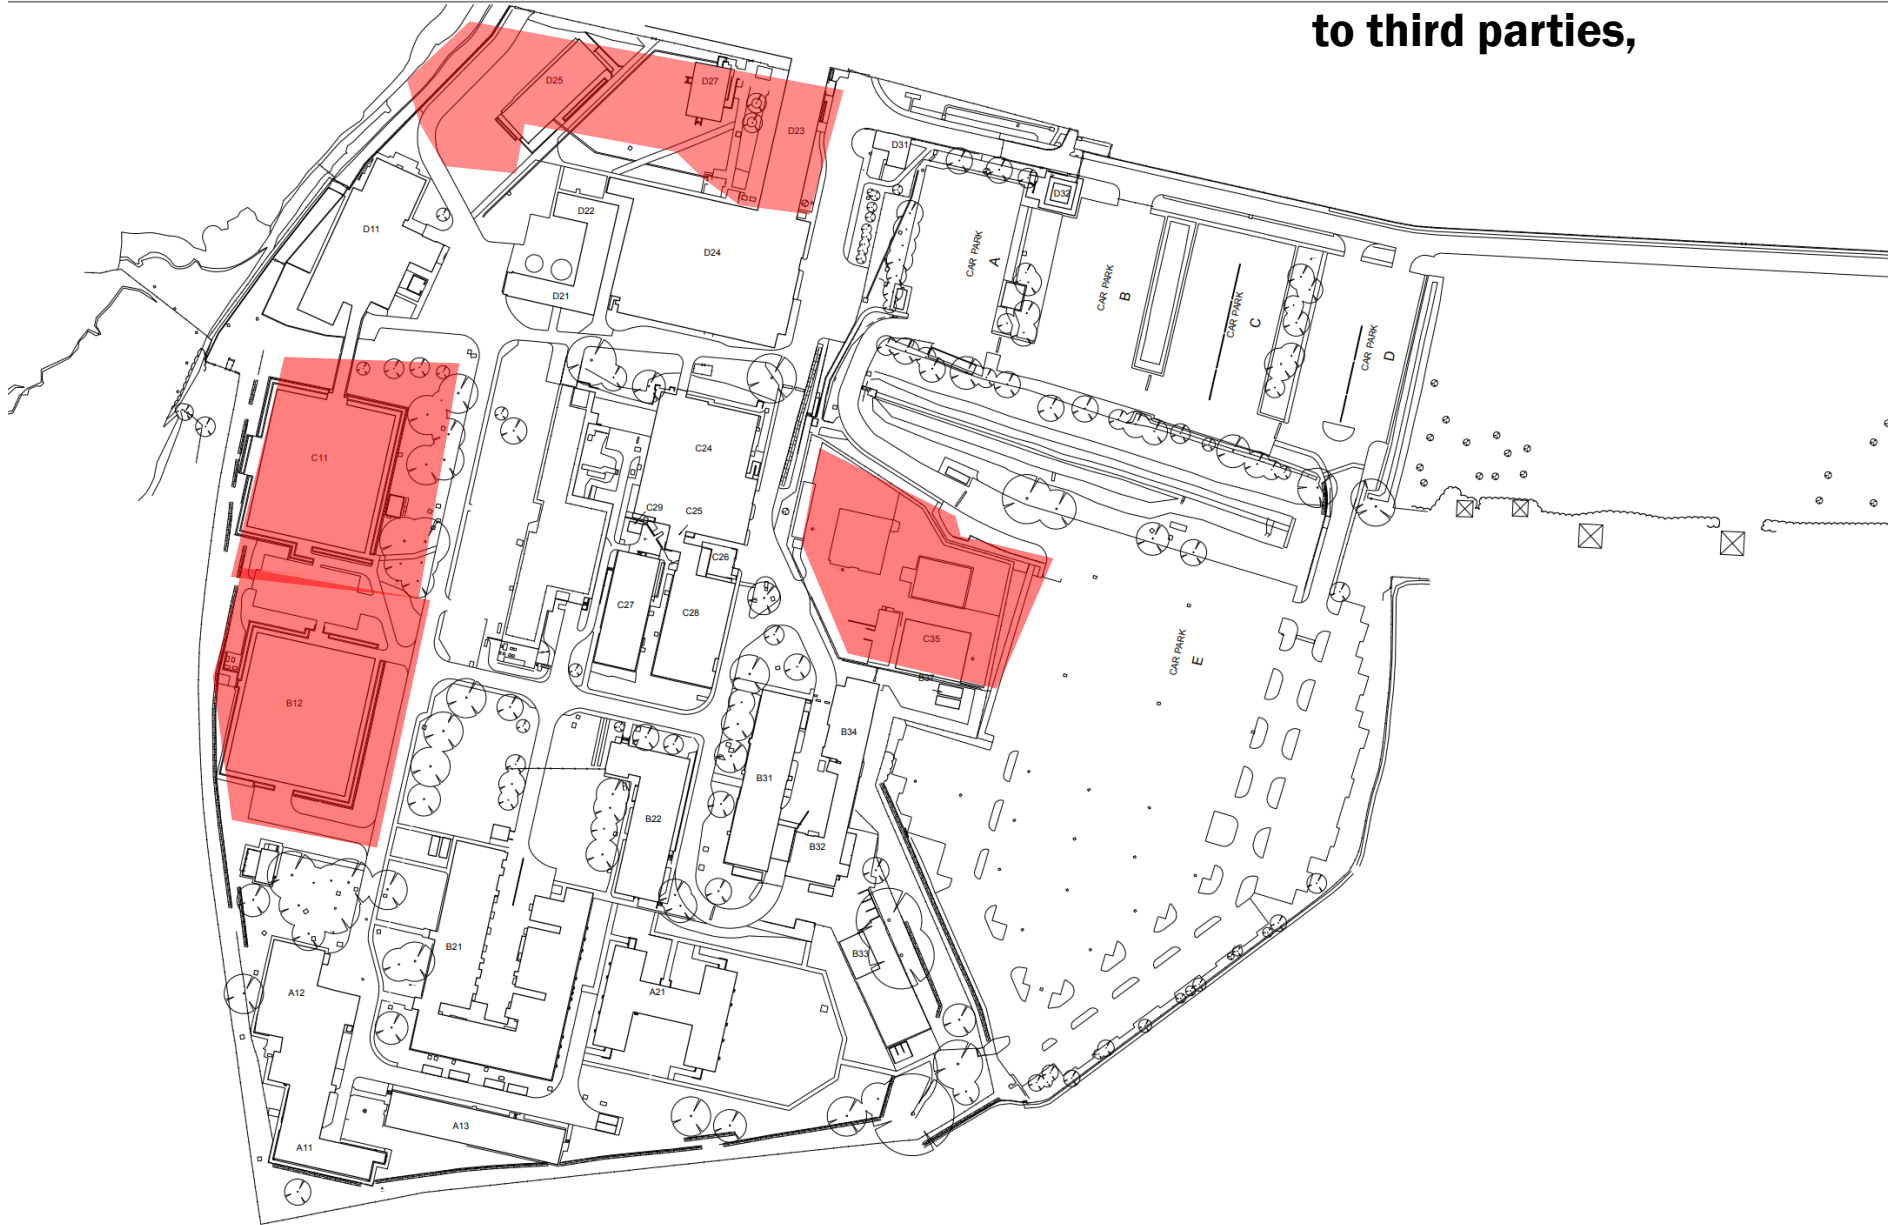 to third parties,
D25
D27
D23
D31
D32
D11
D22
D24
D21
CAR PARK
A
CAR PARK
B
CAR PARK
C
CAR PARK
D
C11
C24
C29
C25
C26
C27
C28
C35
B37
CAR PARK
E
B12
B34
B31
B22
B32
B21
B33
A12
A21
A13
A11